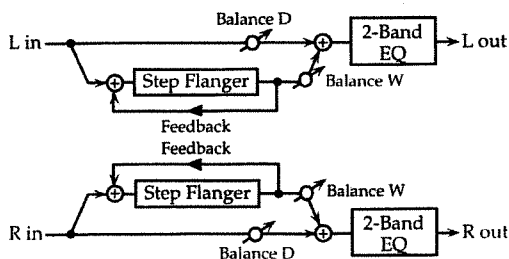 Balance D
L in
2-Band
EQ
L out
Step Flanger
Balance W
Feedback
Feedback
Step Flanger
Balance W
R in
2-Band
EQ
R out
Balance D